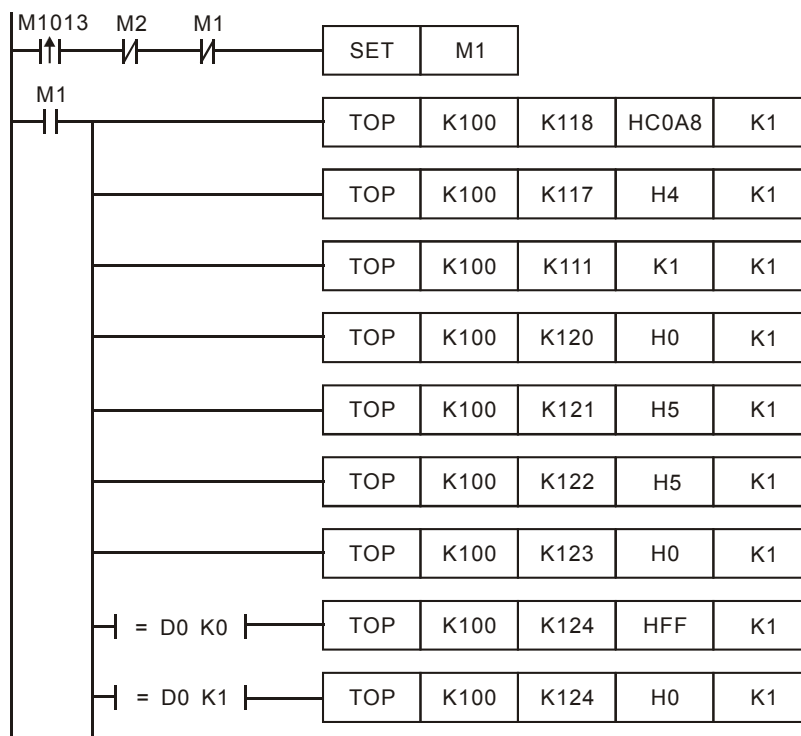 M1013 M2 M1
SET M1
M1
TOP K100 K118 HC0A8 K1
TOP K100 K117 H4 K1
TOP K100 K111 K1 K1
TOP K100 K120 H0 K1
TOP K100 K121 H5 K1
TOP K100 K122 H5 K1
TOP K100 K123 H0 K1
= D0 K0 TOP K100 K124 HFF K1
= D0 K1 TOP K100 K124 H0 K1